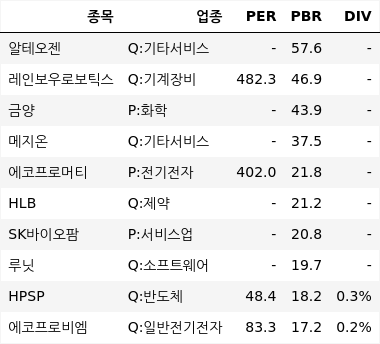 종목 업종 PER PBR DIV
알테오젠 Q:기타서비스 - 57.6 -
레인보우로보틱스 Q:기계장비 482.3 46.9 -
금양 P:화학 - 43.9 -
메지온 Q:기타서비스 - 37.5 -
에코프로머티 P:전기전자 402.0 21.8 -
HLB Q:제약 - 21.2 -
SK바이오팜 P:서비스업 - 20.8 -
루닛 Q:소프트웨어 - 19.7 -
HPSP Q:반도체 48.4 18.2 0.3%
에코프로비엠 Q:일반전기전자 83.3 17.2 0.2%